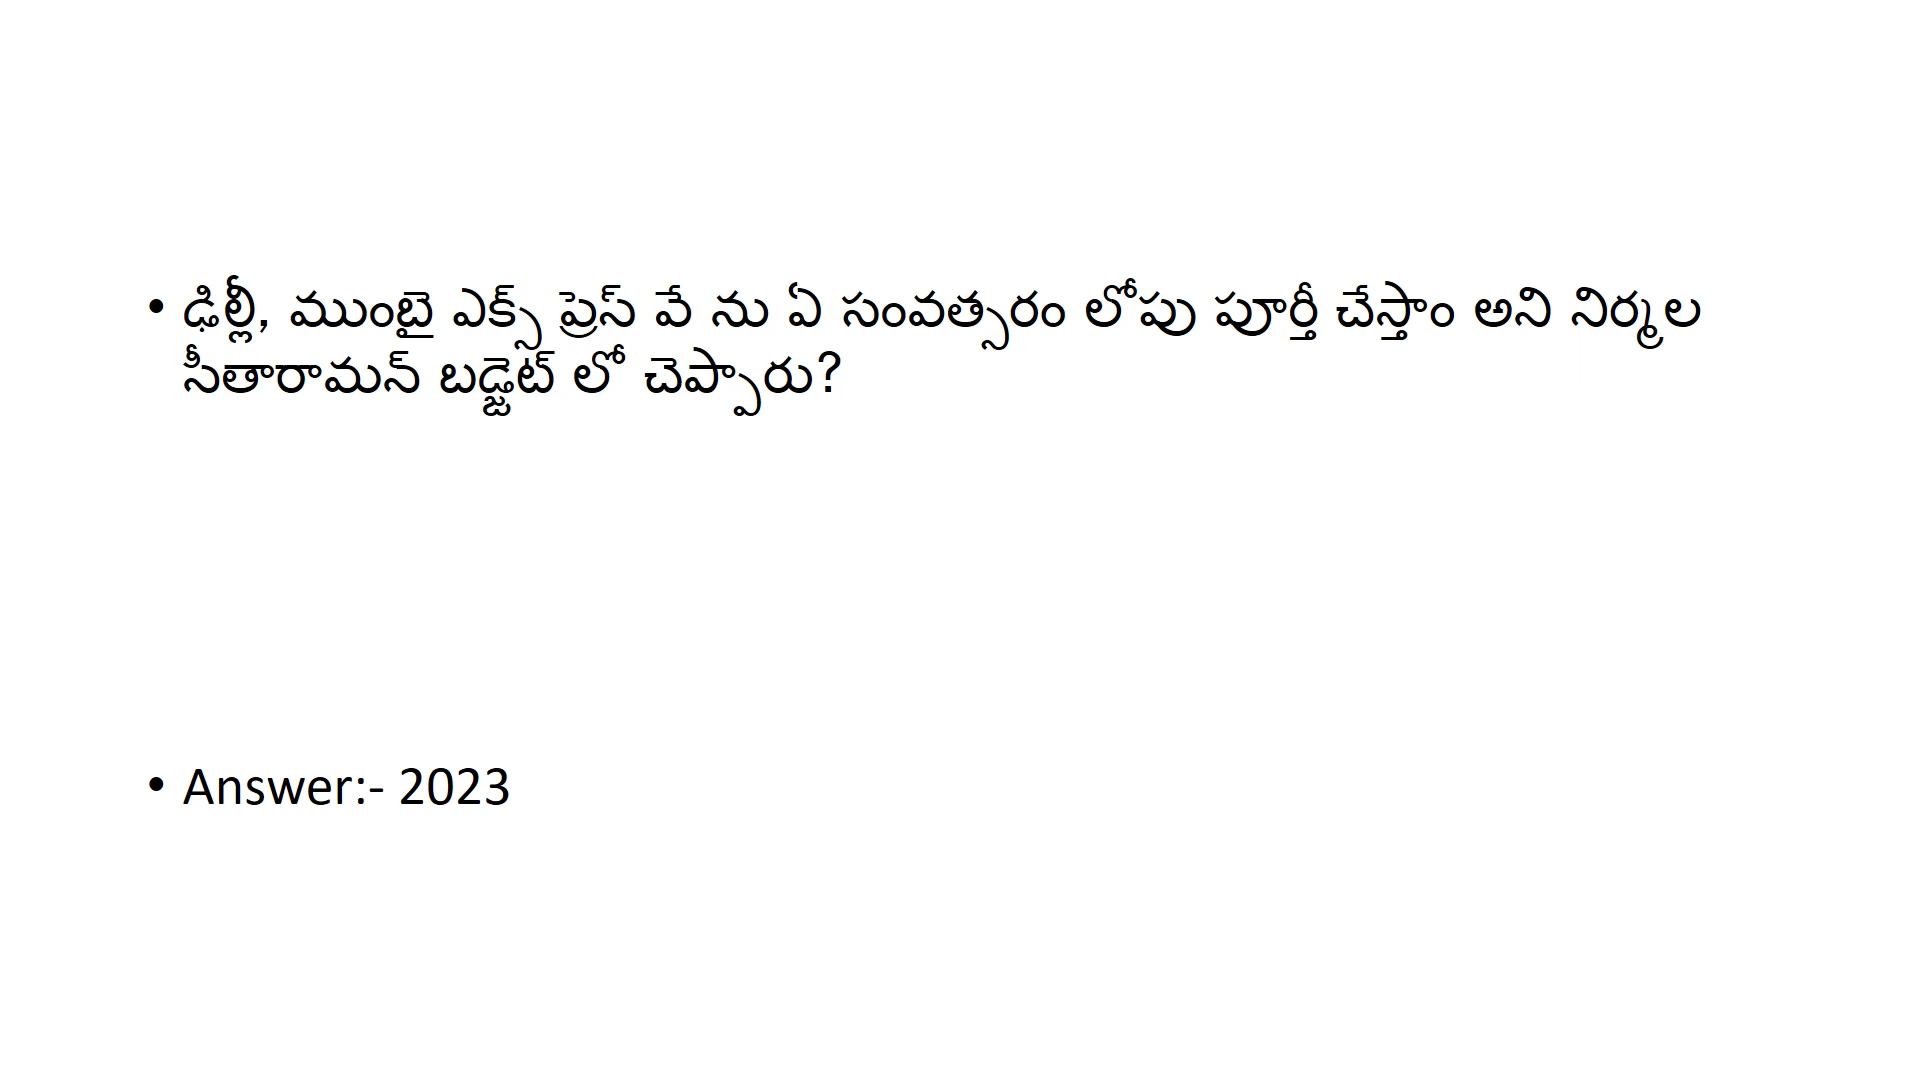 • ఢిల్లీ, ముంబై ఎక్స్ ప్రెస్ వే ను ఏ సంవత్సరం లోపు పూర్తీ చేస్తాం అని నిర్మల
సీతారామన్ బడ్జెట్ లో చెప్పారు?
• Answer:- 2023